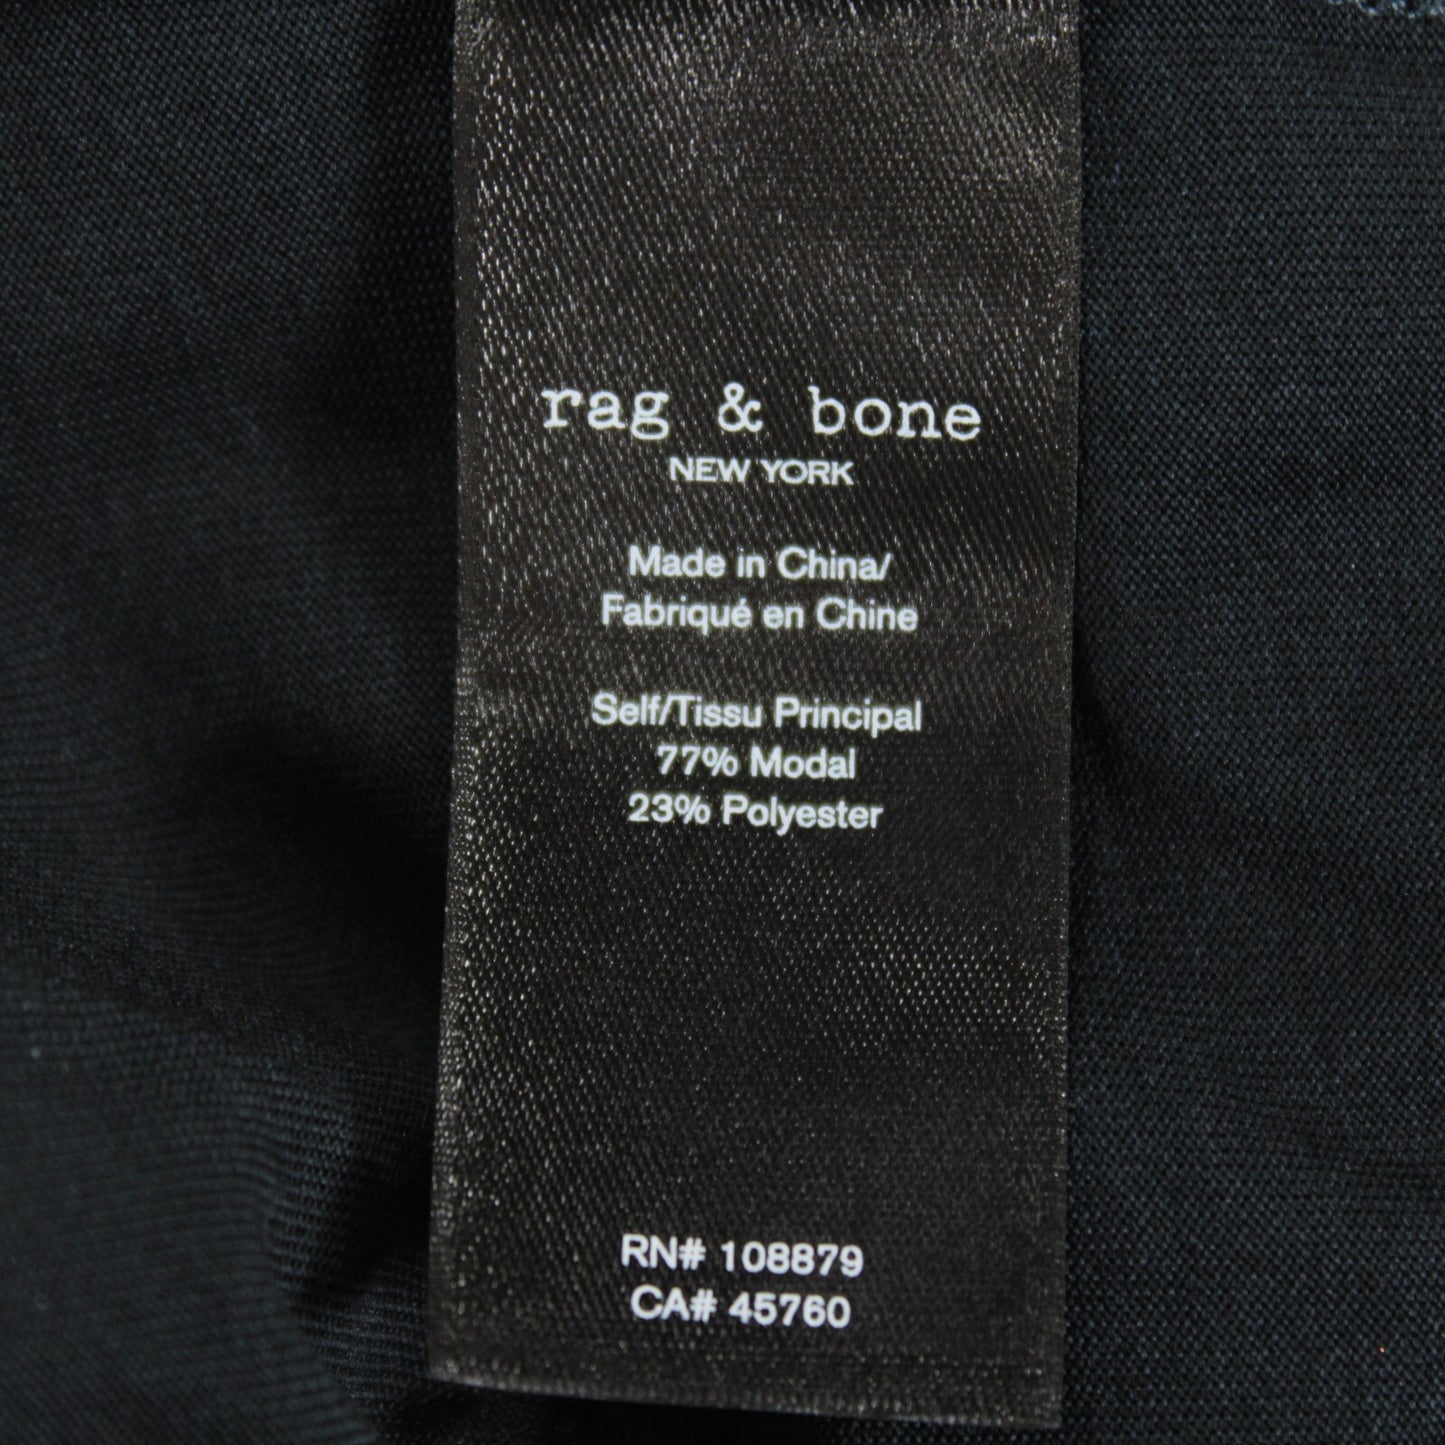 rag & bone
NEW YORK
Made in China/
Fabriqué en Chine
Self/Tissu Principal
77% Modal
23% Polyester
RN# 108879
CA# 45760